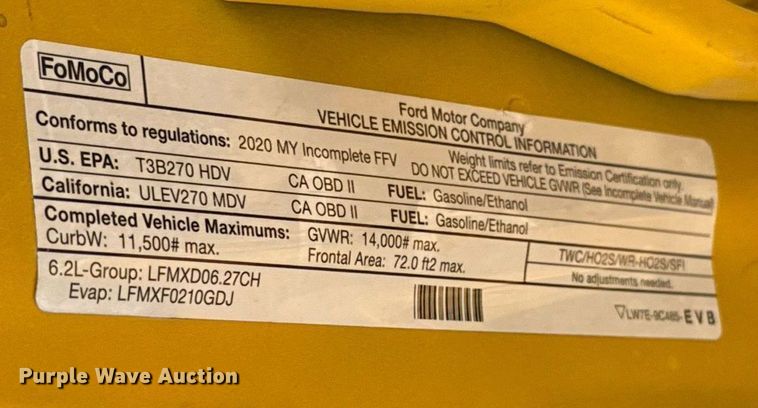 FoMoCo
Ford Motor Company
VEHICLE EMISSION CONTROL INFORMATION
Conforms to regulations: 2020 MY Incomplete FFV
Weight limits refer to Emission Certification only.
DO NOT EXCEED VEHICLE GVWR (See Incomplete Vehicle Manual)
U.S. EPA: T3B270 HDV CA OBD II FUEL: Gasoline/Ethanol
California: ULEV270 MDV CA OBD II FUEL: Gasoline/Ethanol
Completed Vehicle Maximums: GVWR: 14,000# max.
CurbW: 11,500# max. Frontal Area: 72.0 ft2 max.
TWC/HO2S/WR-HO2S/SFI
No adjustments needed.
6.2L-Group: LFMXD06.27CH
Evap: LFMXF0210GDJ
LW7E-9C485-EVB
Purple Wave Auction